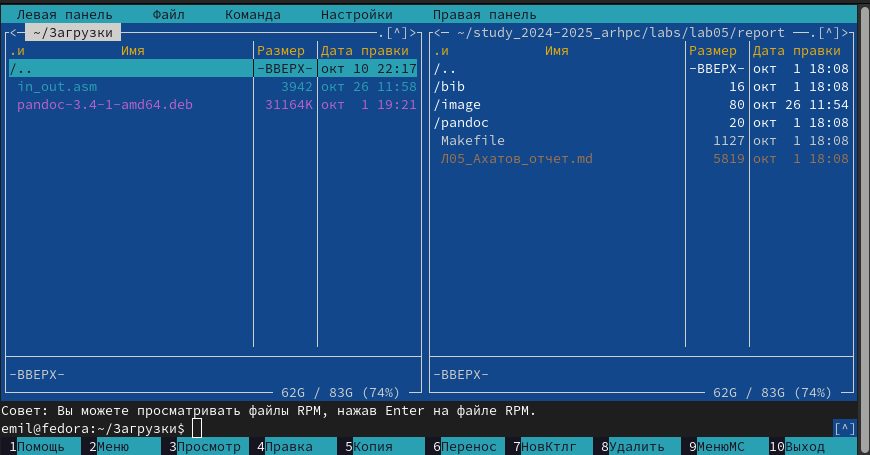 Левая панель Файл Команда Настройки Правая панель
<─ ~/Загрузки ─.[^]> <─ ~/study_2024-2025_arhpc/labs/lab05/report ─.[^]>
.и Имя Размер Дата правки .и Имя Размер Дата правки
/.. -ВВЕРХ- окт 10 22:17 /.. -ВВЕРХ- окт 1 18:08
in_out.asm 3942 окт 26 11:58 /bib 16 окт 1 18:08
pandoc-3.4-1-amd64.deb 31164K окт 1 19:21 /image 80 окт 26 11:54
/pandoc 20 окт 1 18:08
Makefile 1127 окт 1 18:08
Л05_Ахатов_отчет.md 5819 окт 1 18:08
-ВВЕРХ- -ВВЕРХ-
62G / 83G (74%) 62G / 83G (74%)
Совет: Вы можете просматривать файлы RPM, нажав Enter на файле RPM.
emil@fedora:~/Загрузки$ [^]
1Помощь 2Меню 3Просмотр 4Правка 5Копия 6Перенос 7НовКтлг 8Удалить 9МенюMC 10Выход